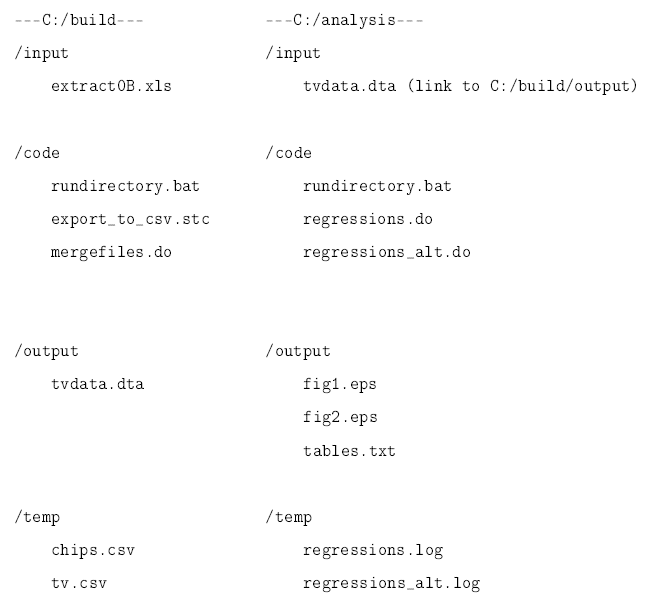 ---C:/build---
/input
extract0B.xls
/code
rundirectory.bat
export_to_csv.stc
mergefiles.do
/output
tvdata.dta
/temp
chips.csv
tv.csv
---C:/analysis---
/input
tvdata.dta (link to C:/build/output)
/code
rundirectory.bat
regressions.do
regressions_alt.do
/output
fig1.eps
fig2.eps
tables.txt
/temp
regressions.log
regressions_alt.log